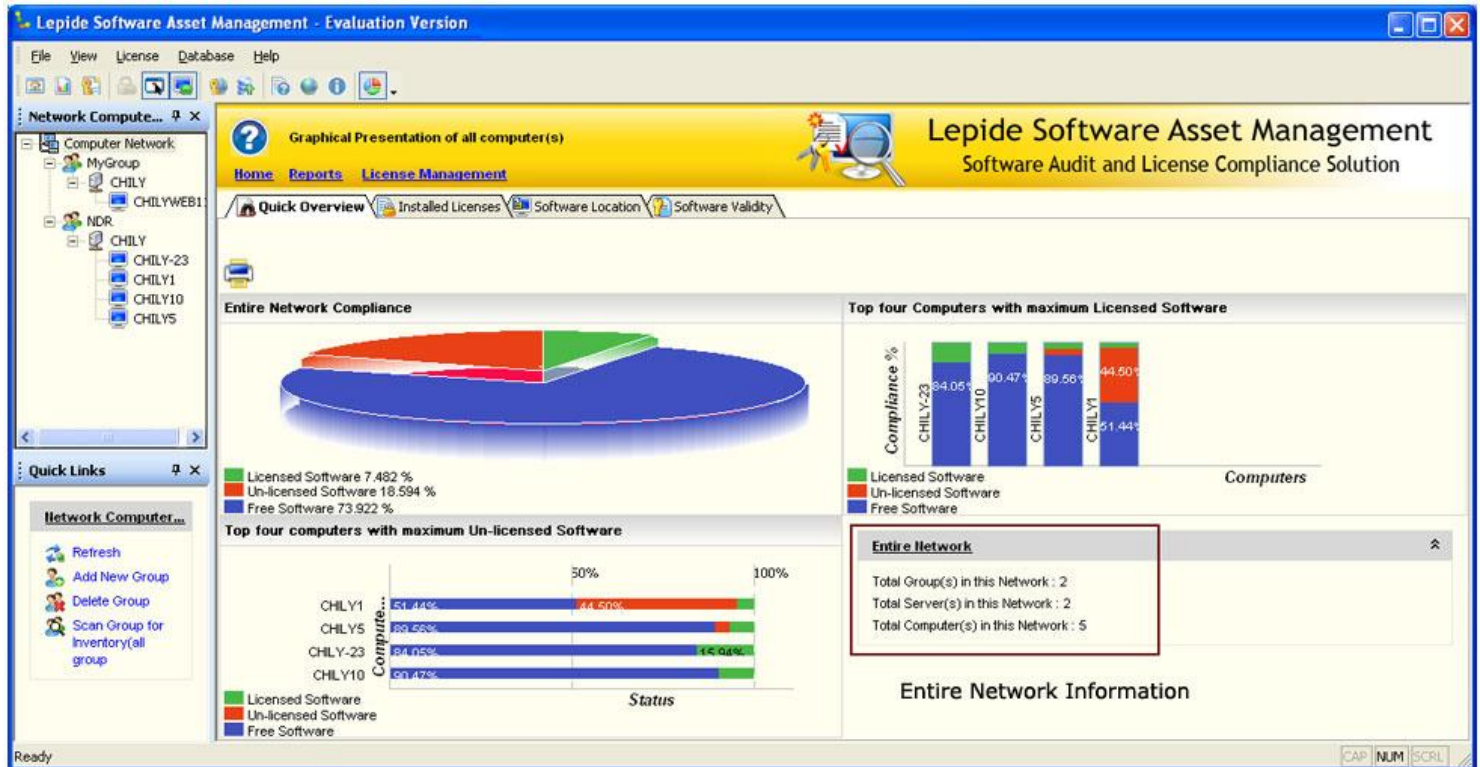 Lepide Software Asset Management - Evaluation Version
File View License Database Help
Network Compute...
Computer Network
MyGroup
CHILY
CHILYWEB1
NDR
CHILY
CHILY-23
CHILY1
CHILY10
CHILY5
Quick Links
Network Computer...
Refresh
Add New Group
Delete Group
Scan Group for
Inventory(all
group
Graphical Presentation of all computer(s)
Home Reports License Management
Lepide Software Asset Management
Software Audit and License Compliance Solution
Quick Overview Installed Licenses Software Location Software Validity
Entire Network Compliance
Licensed Software 7.482 %
Un-licensed Software 18.594 %
Free Software 73.922 %
Top four Computers with maximum Licensed Software
Compliance %
CHILY-23
84.05%
CHILY10
90.47%
CHILY5
89.56%
CHILY1
44.50%
51.44%
Computers
Licensed Software
Un-licensed Software
Free Software
Top four computers with maximum Un-licensed Software
50% 100%
Compute...
CHILY1 51.44% 44.50%
CHILY5 89.56%
CHILY-23 84.05% 15.94%
CHILY10 90.47%
Status
Licensed Software
Un-licensed Software
Free Software
Entire Network
Total Group(s) in this Network : 2
Total Server(s) in this Network : 2
Total Computer(s) in this Network : 5
Entire Network Information
Ready
CAP NUM SCRL